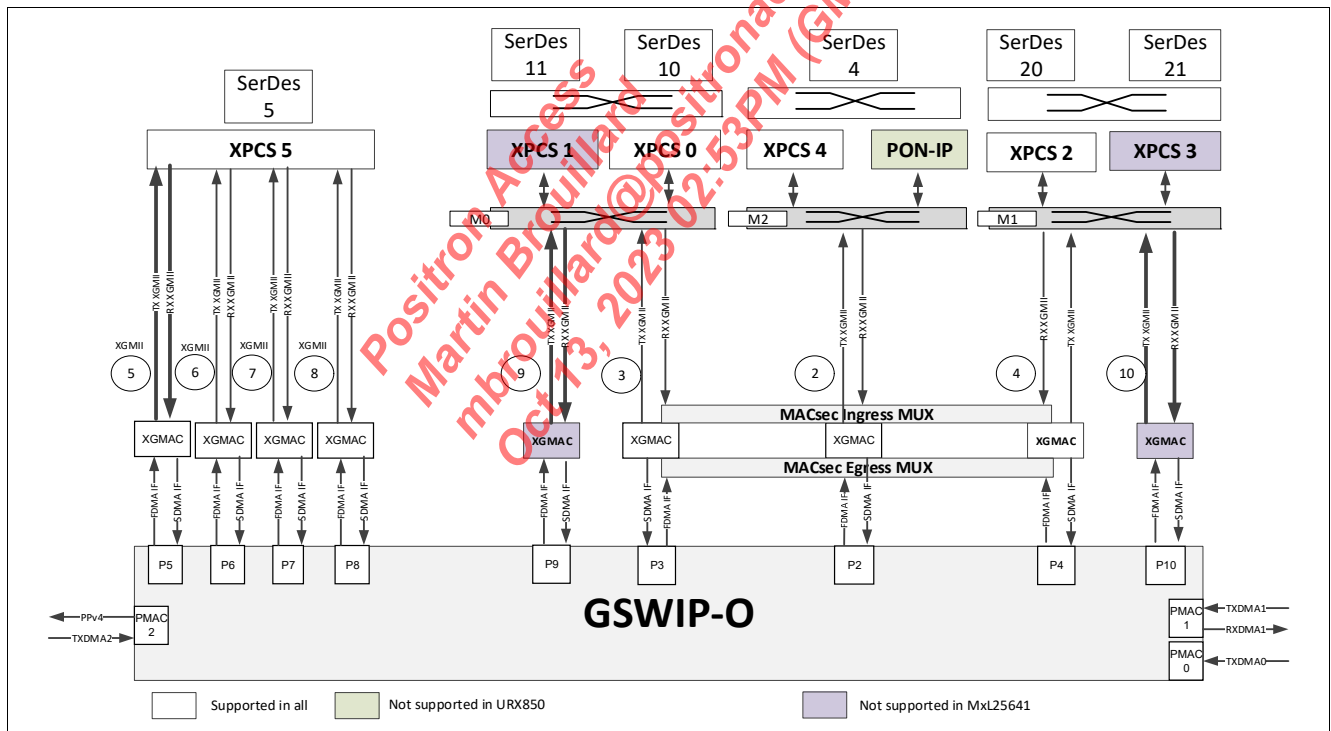 SerDes
11
SerDes
10
SerDes
4
SerDes
20
SerDes
21
SerDes
5
XPCS 5
XPCS 1
XPCS 0
XPCS 4
PON-IP
XPCS 2
XPCS 3
M0
M2
M1
TX XGMII
RX XGMII
TX XGMII
RX XGMII
TX XGMII
RX XGMII
TX XGMII
RX XGMII
TX XGMII
RX XGMII
TX XGMII
RX XGMII
TX XGMII
RX XGMII
RX XGMII
TX XGMII
TX XGMII
RX XGMII
XGMII
XGMII
XGMII
XGMII
5
6
7
8
9
3
2
4
10
MACsec Ingress MUX
XGMAC
XGMAC
XGMAC
XGMAC
XGMAC
XGMAC
XGMAC
XGMAC
XGMAC
MACsec Egress MUX
FDMA IF
SDMA IF
FDMA IF
SDMA IF
FDMA IF
SDMA IF
FDMA IF
SDMA IF
FDMA IF
SDMA IF
SDMA IF
FDMA IF
FDMA IF
SDMA IF
FDMA IF
SDMA IF
FDMA IF
SDMA IF
P5
P6
P7
P8
P9
P3
P2
P4
P10
GSWIP-O
PPv4
TXDMA2
PMAC
2
PMAC
1
TXDMA1
RXDMA1
PMAC
0
TXDMA0
Supported in all
Not supported in URX850
Not supported in MxL25641
Positron Access
Martin Brouillard
mbrouillard@positronac
Oct 13, 2023 02:53PM (GM